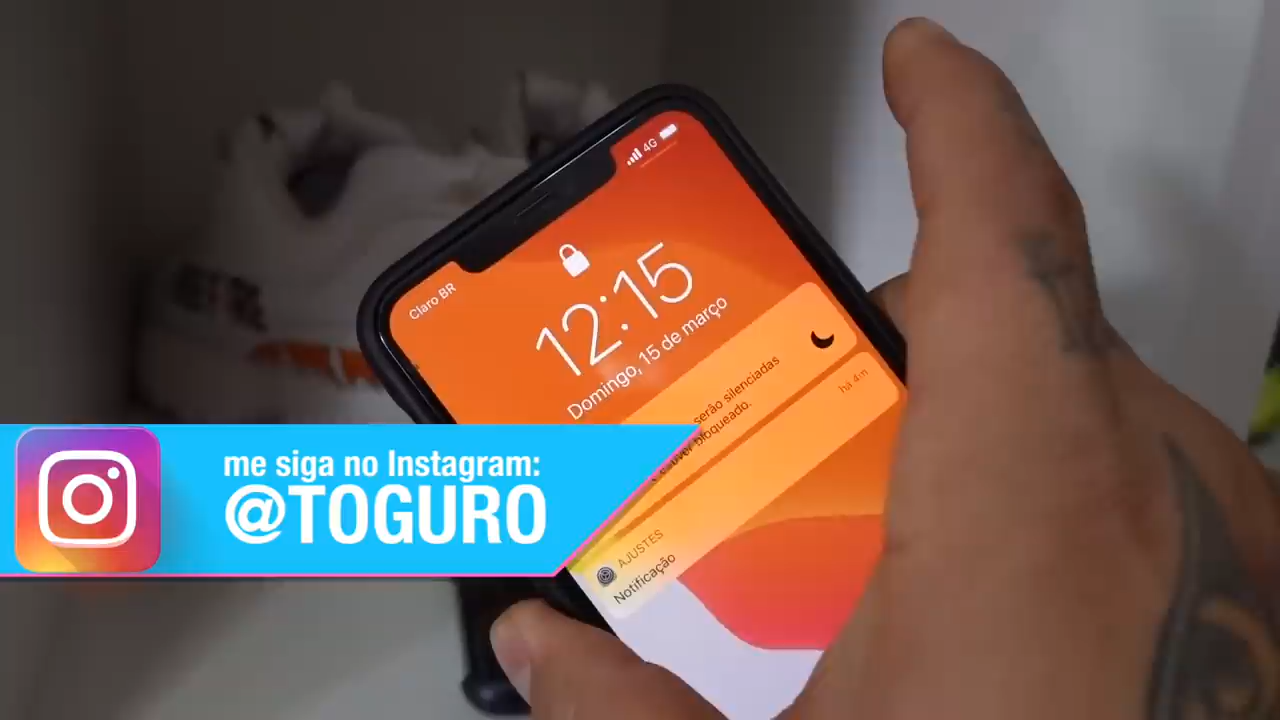 4G
Claro BR
12:15
Domingo, 15 de março
serão silenciadas
bloqueado.
há 4m
AJUSTES
Notificação
me siga no Instagram:
@TOGURO